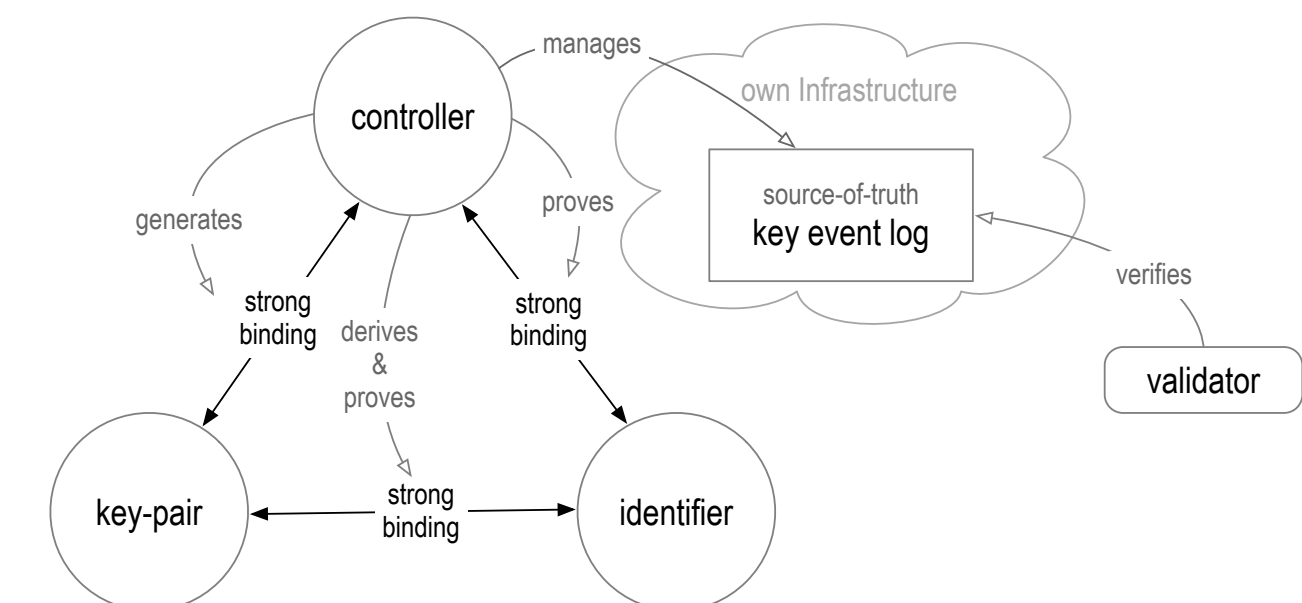 manages
own Infrastructure
controller
source-of-truth
key event log
generates
proves
verifies
strong
binding
derives
&
proves
strong
binding
validator
key-pair
strong
binding
identifier